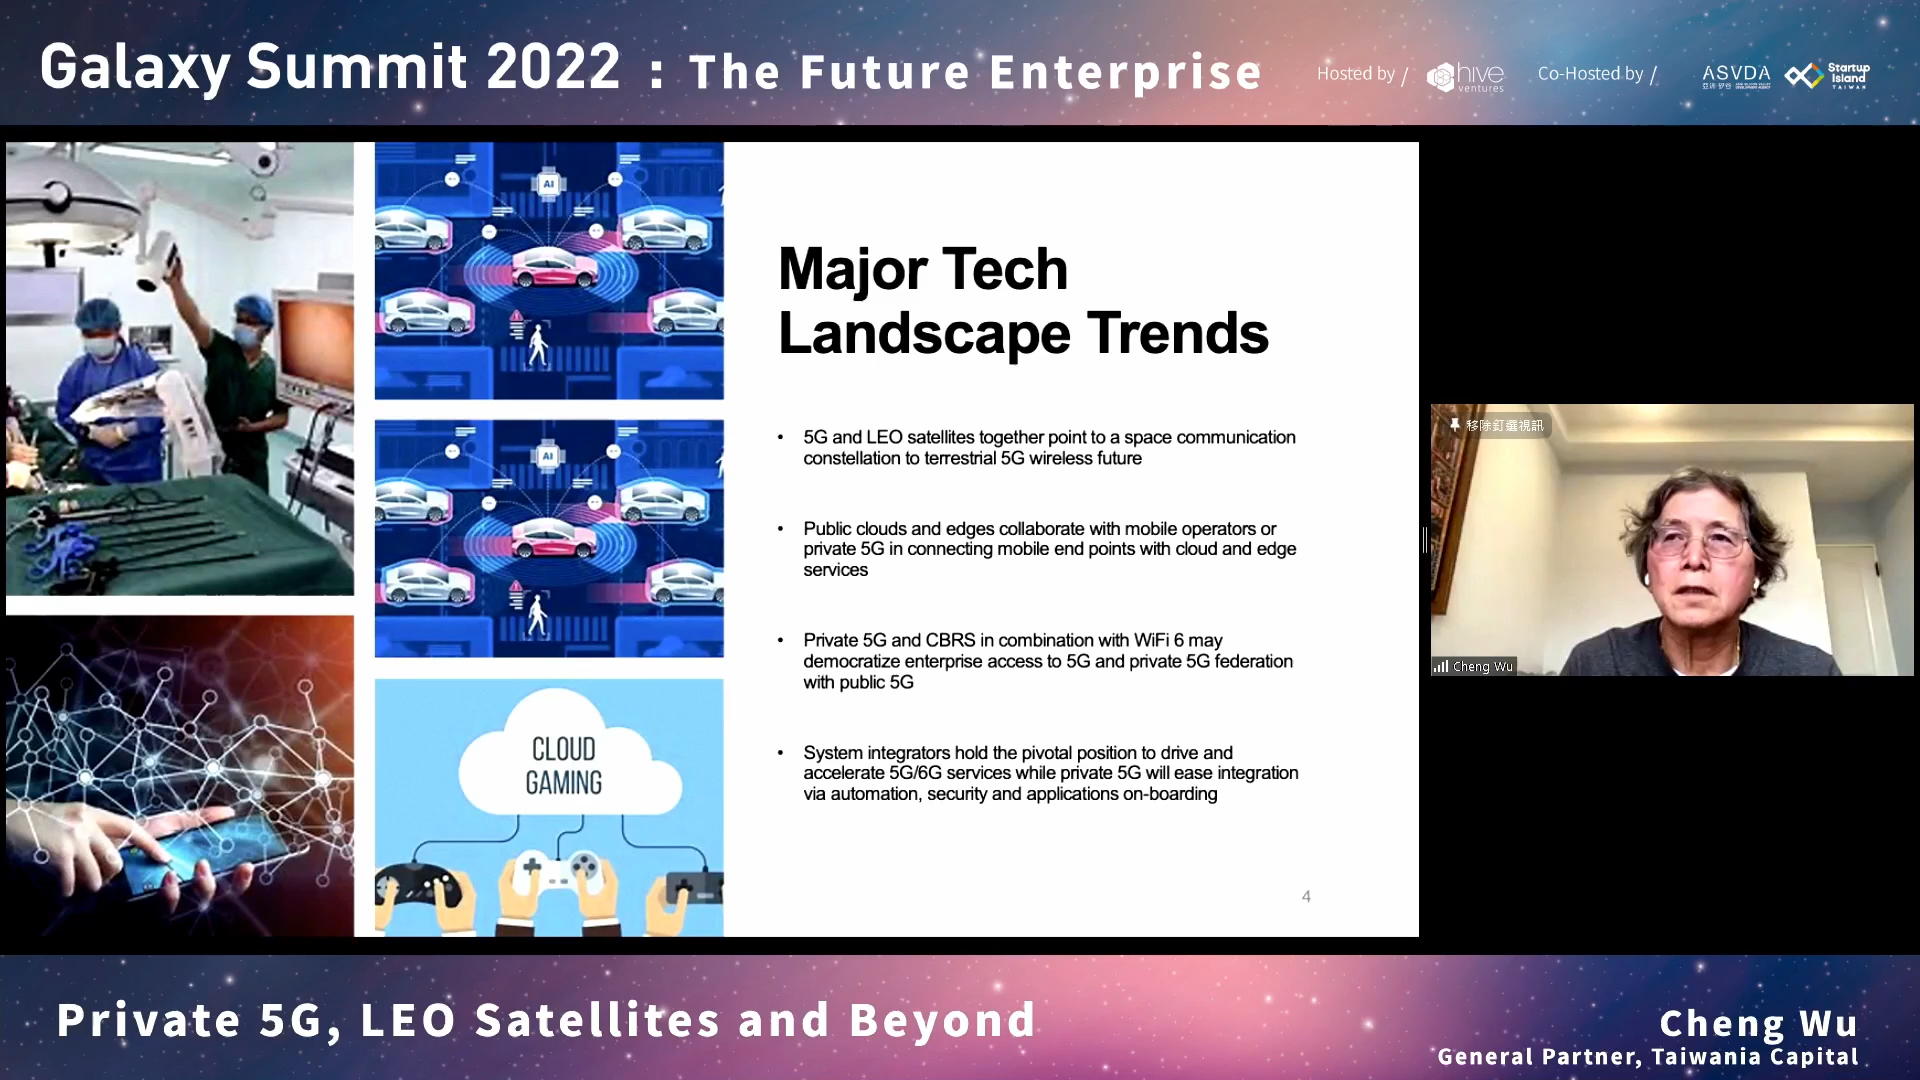 Galaxy Summit 2022 : The Future Enterprise
Hosted by /
hive
ventures
Co-Hosted by /
ASVDA
Startup
Island
TAIWAN
AI
AI
CLOUD
GAMING
Major Tech
Landscape Trends
• 5G and LEO satellites together point to a space communication
constellation to terrestrial 5G wireless future
• Public clouds and edges collaborate with mobile operators or
private 5G in connecting mobile end points with cloud and edge
services
• Private 5G and CBRS in combination with WiFi 6 may
democratize enterprise access to 5G and private 5G federation
with public 5G
• System integrators hold the pivotal position to drive and
accelerate 5G/6G services while private 5G will ease integration
via automation, security and applications on-boarding
4
移除釘選視訊
Cheng Wu
Private 5G, LEO Satellites and Beyond
Cheng Wu
General Partner, Taiwania Capital